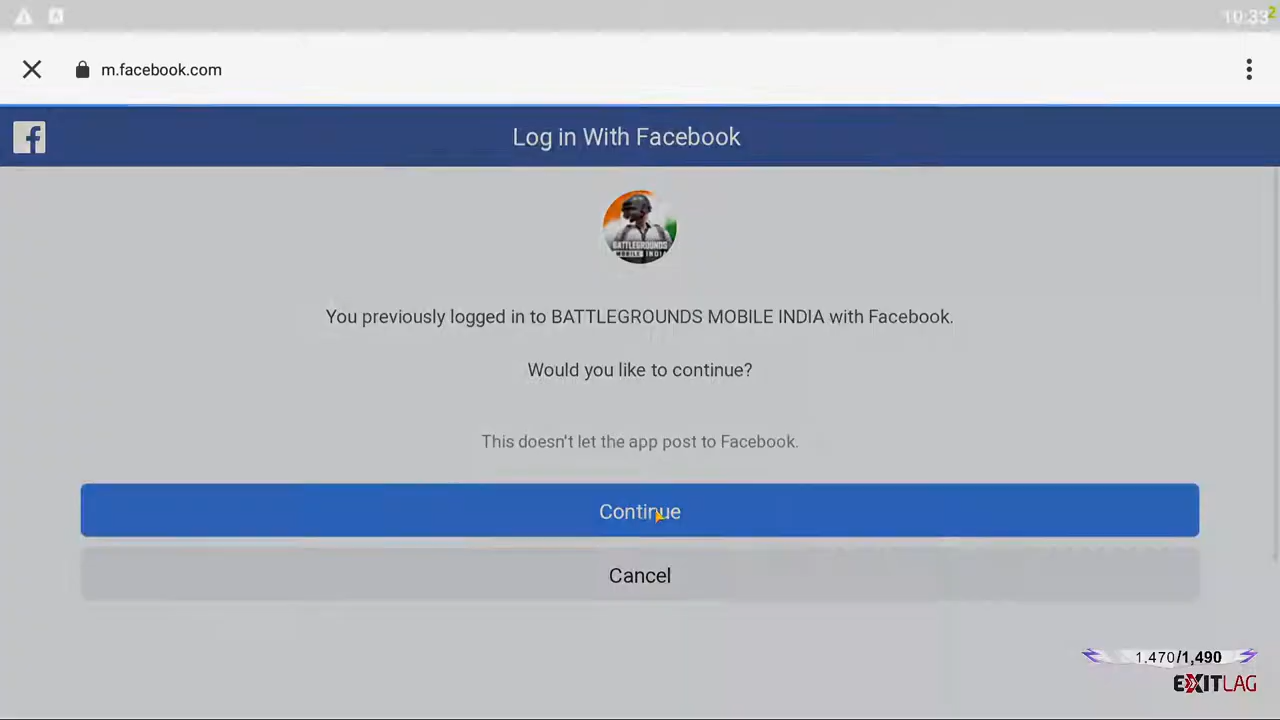 10:33
2
m.facebook.com
Log in With Facebook
BATTLEGROUNDS
MOBILE INDIA
You previously logged in to BATTLEGROUNDS MOBILE INDIA with Facebook.
Would you like to continue?
This doesn't let the app post to Facebook.
Continue
Cancel
1,470/1,490
EXITLAG